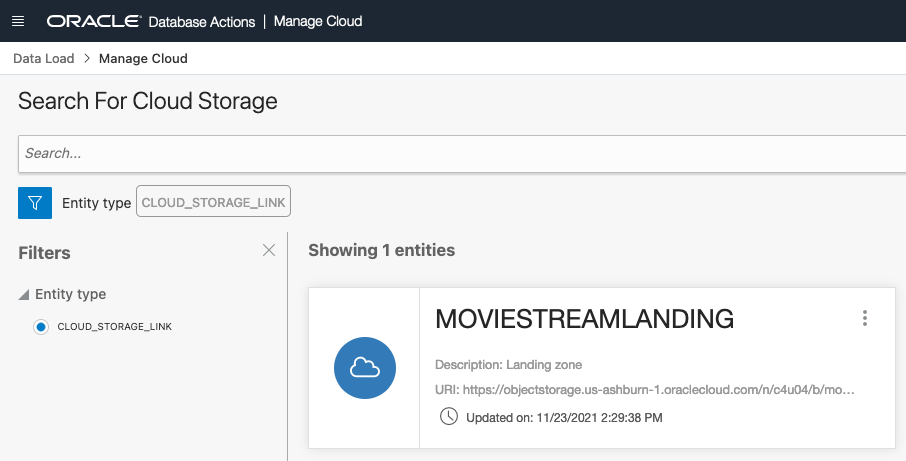 ORACLE Database Actions | Manage Cloud
Data Load > Manage Cloud
Search For Cloud Storage
Search...
Entity type CLOUD_STORAGE_LINK
Filters
Entity type
CLOUD_STORAGE_LINK
Showing 1 entities
MOVIESTREAMLANDING
Description: Landing zone
URI: https://objectstorage.us-ashburn-1.oraclecloud.com/n/c4u04/b/mo...
Updated on: 11/23/2021 2:29:38 PM